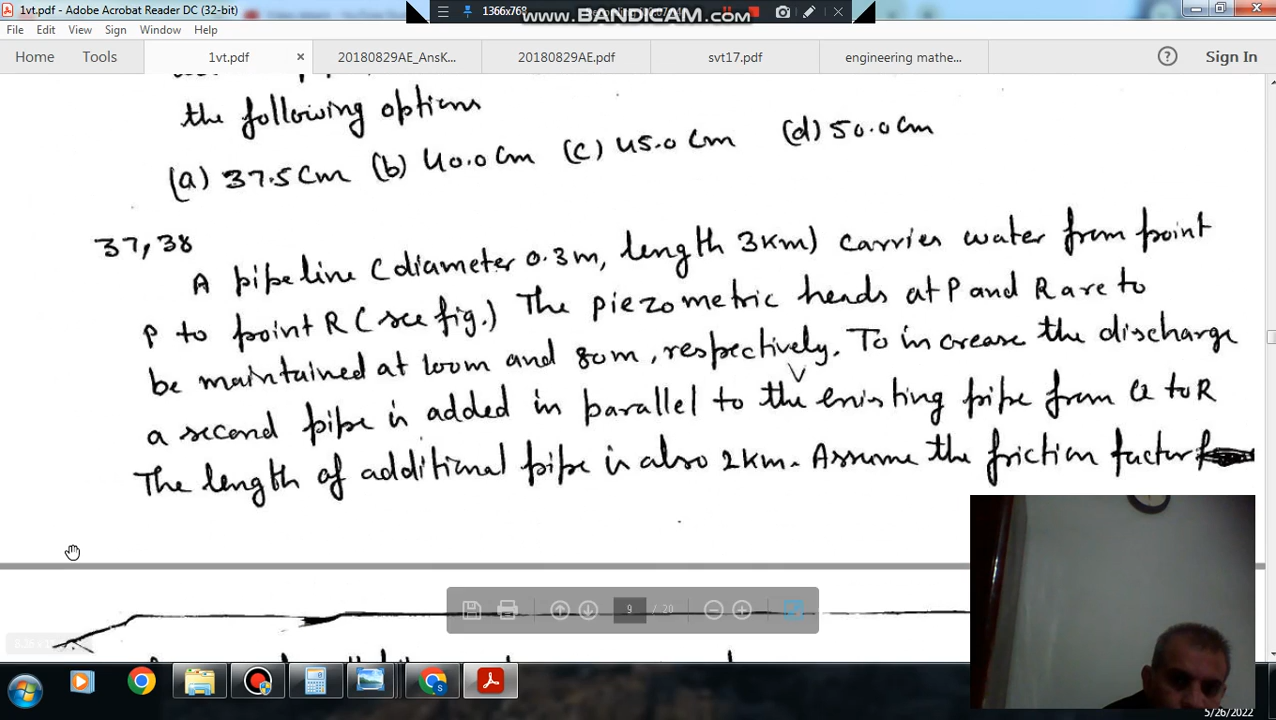 1vt.pdf - Adobe Acrobat Reader DC (32-bit)
1366x768
www.BANDICAM.com
File Edit View Sign Window Help
Home Tools 1vt.pdf × 20180829AE_AnsK... 20180829AE.pdf svt17.pdf engineering mathe... Sign In
the following options
(a) 37.5 cm (b) 40.0 cm (c) 45.0 cm (d) 50.0 cm
37,38
A pipeline (diameter 0.3m, length 3km) carries water from point
P to point R (see fig.) The piezometric heads at P and R are to
be maintained at 100m and 80m, respectively. To increase the discharge
a second pipe is added in parallel to the existing pipe from Q to R
The length of additional pipe is also 2km. Assume the friction factor
9 / 20
5/26/2022